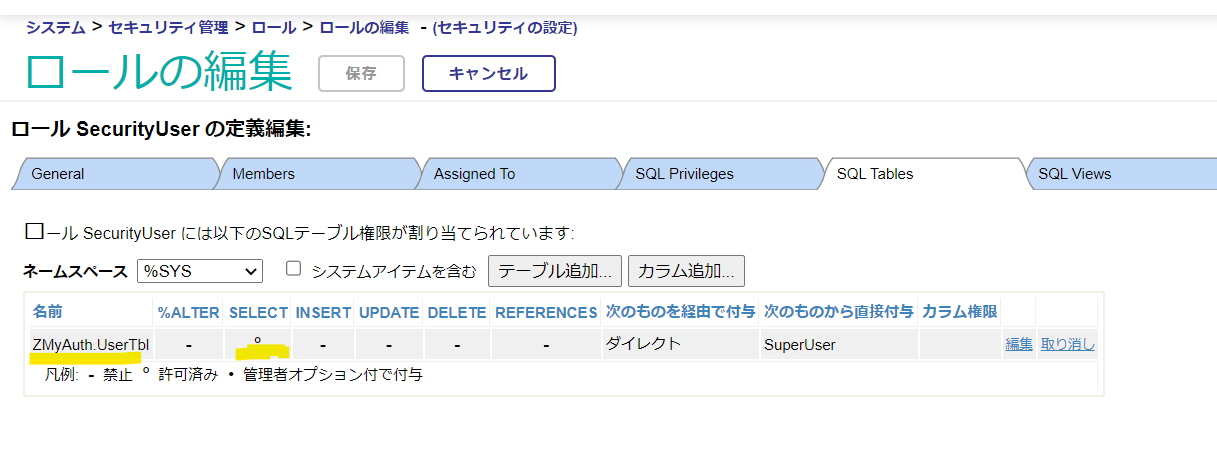 システム > セキュリティ管理 > ロール > ロールの編集 - (セキュリティの設定)
ロールの編集 保存 キャンセル
ロール SecurityUser の定義編集:
General Members Assigned To SQL Privileges SQL Tables SQL Views
□ール SecurityUser には以下のSQLテーブル権限が割り当てられています:
ネームスペース %SYS システムアイテムを含む テーブル追加... カラム追加...
名前 %ALTER SELECT INSERT UPDATE DELETE REFERENCES 次のものを経由で付与 次のものから直接付与 カラム権限
ZMyAuth.UserTbl - º - - - - ダイレクト SuperUser 編集 取り消し
凡例: - 禁止 º 許可済み • 管理者オプション付で付与